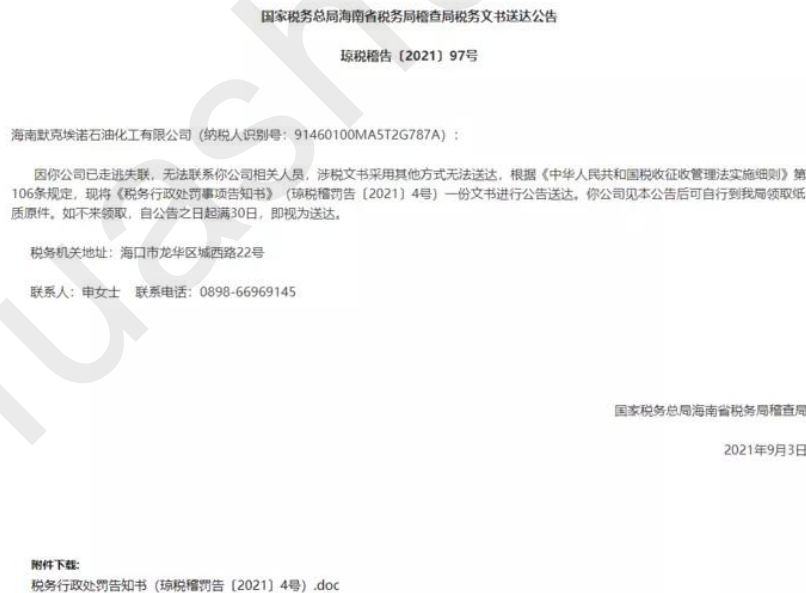 国家税务总局海南省税务局稽查局税务文书送达公告
琼税稽告〔2021〕97号
海南默克埃诺石油化工有限公司（纳税人识别号：91460100MA5T2G787A）：
因你公司已走逃失联，无法联系你公司相关人员，涉税文书采用其他方式无法送达，根据《中华人民共和国税收征收管理法实施细则》第
106条规定，现将《税务行政处罚事项告知书》（琼税稽罚告〔2021〕4号）一份文书进行公告送达。你公司见本公告后可自行到我局领取纸
质原件。如不来领取，自公告之日起满30日，即视为送达。
税务机关地址：海口市龙华区城西路22号
联系人：申女士　联系电话：0898-66969145
国家税务总局海南省税务局稽查局
2021年9月3日
附件下载:
税务行政处罚告知书（琼税稽罚告〔2021〕4号）.doc